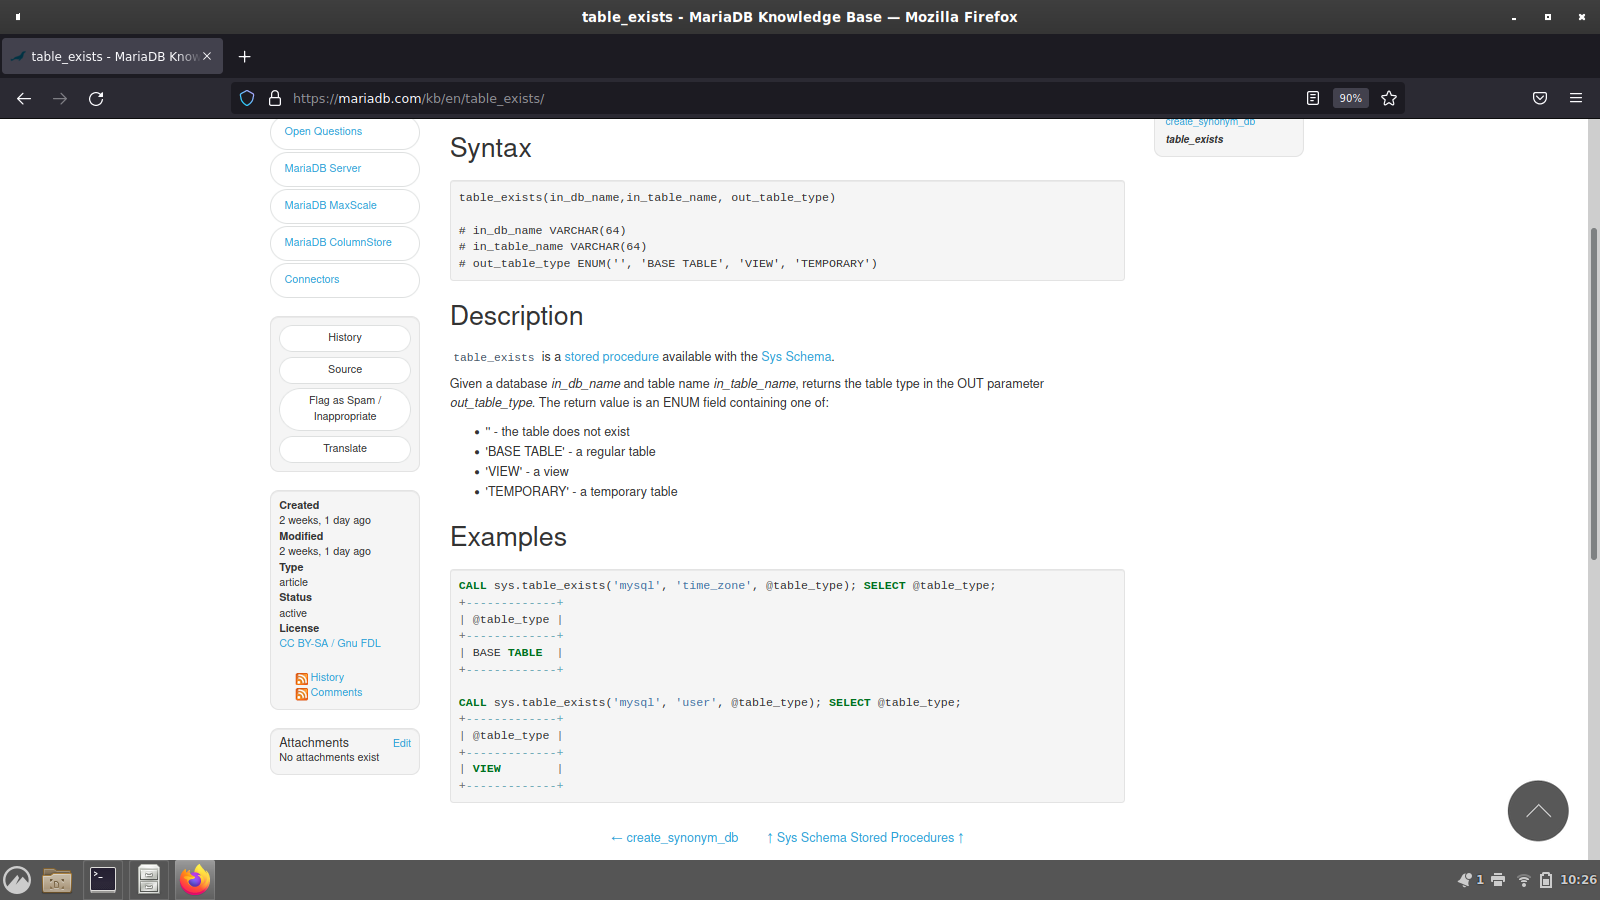 table_exists - MariaDB Knowledge Base — Mozilla Firefox
table_exists - MariaDB Know
https://mariadb.com/kb/en/table_exists/
90%
Open Questions
MariaDB Server
MariaDB MaxScale
MariaDB ColumnStore
Connectors
History
Source
Flag as Spam /
Inappropriate
Translate
Created
2 weeks, 1 day ago
Modified
2 weeks, 1 day ago
Type
article
Status
active
License
CC BY-SA / Gnu FDL
History
Comments
Attachments Edit
No attachments exist
Syntax
table_exists(in_db_name,in_table_name, out_table_type)
# in_db_name VARCHAR(64)
# in_table_name VARCHAR(64)
# out_table_type ENUM('', 'BASE TABLE', 'VIEW', 'TEMPORARY')
Description
table_exists is a stored procedure available with the Sys Schema.
Given a database in_db_name and table name in_table_name, returns the table type in the OUT parameter
out_table_type. The return value is an ENUM field containing one of:
• '' - the table does not exist
• 'BASE TABLE' - a regular table
• 'VIEW' - a view
• 'TEMPORARY' - a temporary table
Examples
CALL sys.table_exists('mysql', 'time_zone', @table_type); SELECT @table_type;
+-------------+
| @table_type |
+-------------+
| BASE TABLE  |
+-------------+
CALL sys.table_exists('mysql', 'user', @table_type); SELECT @table_type;
+-------------+
| @table_type |
+-------------+
| VIEW        |
+-------------+
← create_synonym_db ↑ Sys Schema Stored Procedures ↑
create_synonym_db
table_exists
1
10:26